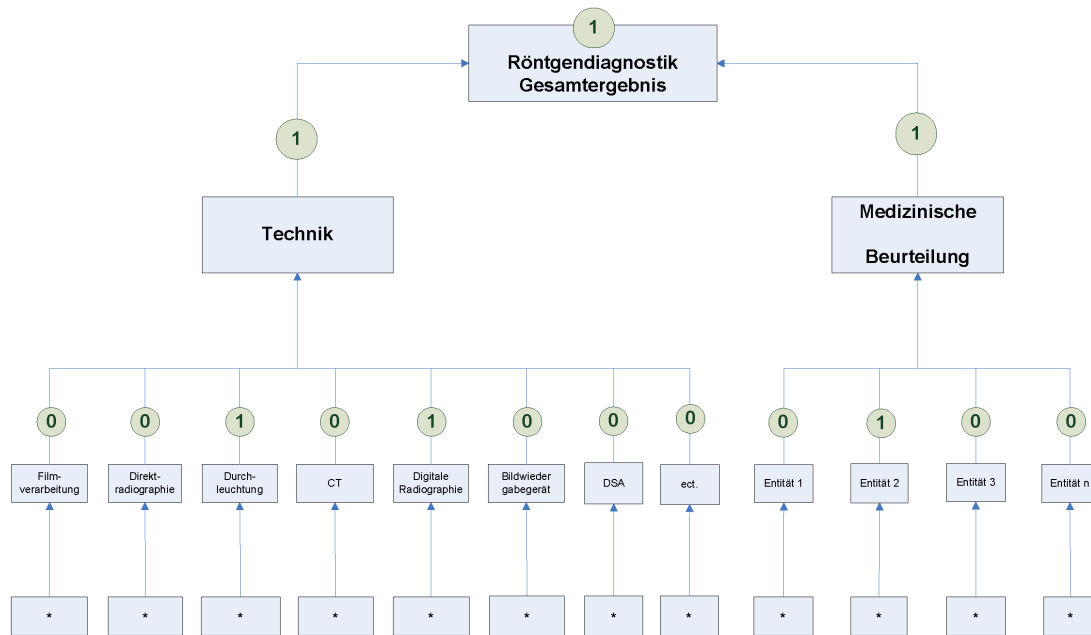 1
Röntgendiagnostik
Gesamtergebnis
1
1
Technik
Medizinische
Beurteilung
0
0
1
0
1
0
0
0
0
1
0
0
Film-
verarbeitung
Direkt-
radiographie
Durch-
leuchtung
CT
Digitale
Radiographie
Bildwieder
gabegerät
DSA
ect.
Entität 1
Entität 2
Entität 3
Entität n
*
*
*
*
*
*
*
*
*
*
*
*